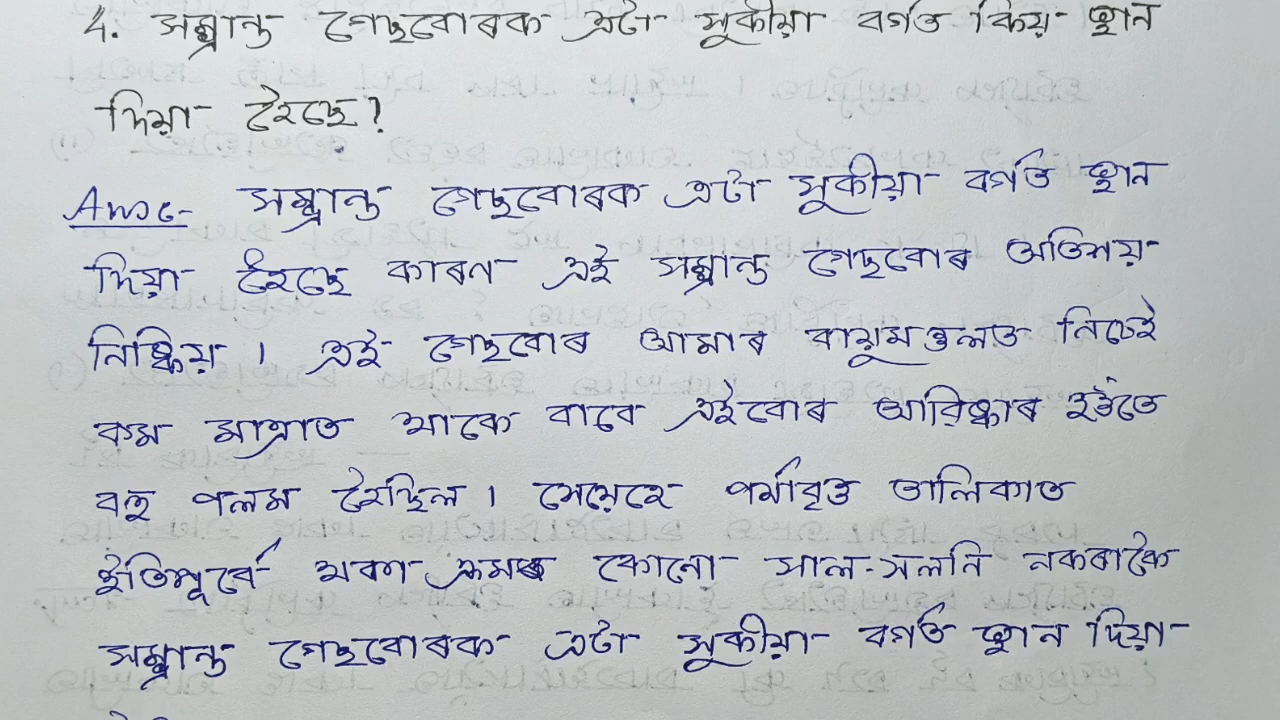 4. সম্ভ্ৰান্ত গেছবোৰক এটা সুকীয়া বৰ্গত কিয় স্থান
দিয়া হৈছে?
Ans:- সম্ভ্ৰান্ত গেছবোৰক এটা সুকীয়া বৰ্গত স্থান
দিয়া হৈছে কাৰণ এই সম্ভ্ৰান্ত গেছবোৰ অতিশয়
নিষ্ক্ৰিয়। এই গেছবোৰ আমাৰ বায়ুমণ্ডলত নিচেই
কম মাত্ৰাত থাকে বাবে এইবোৰ আৱিষ্কাৰ হওঁতে
বহু পলম হৈছিল। সেয়েহে পৰ্যাবৃত্ত তালিকাত
ইতিপূৰ্বে থকা ক্ৰমৰ কোনো সাল-সলনি নকৰাকৈ
সম্ভ্ৰান্ত গেছবোৰক এটা সুকীয়া বৰ্গত স্থান দিয়া